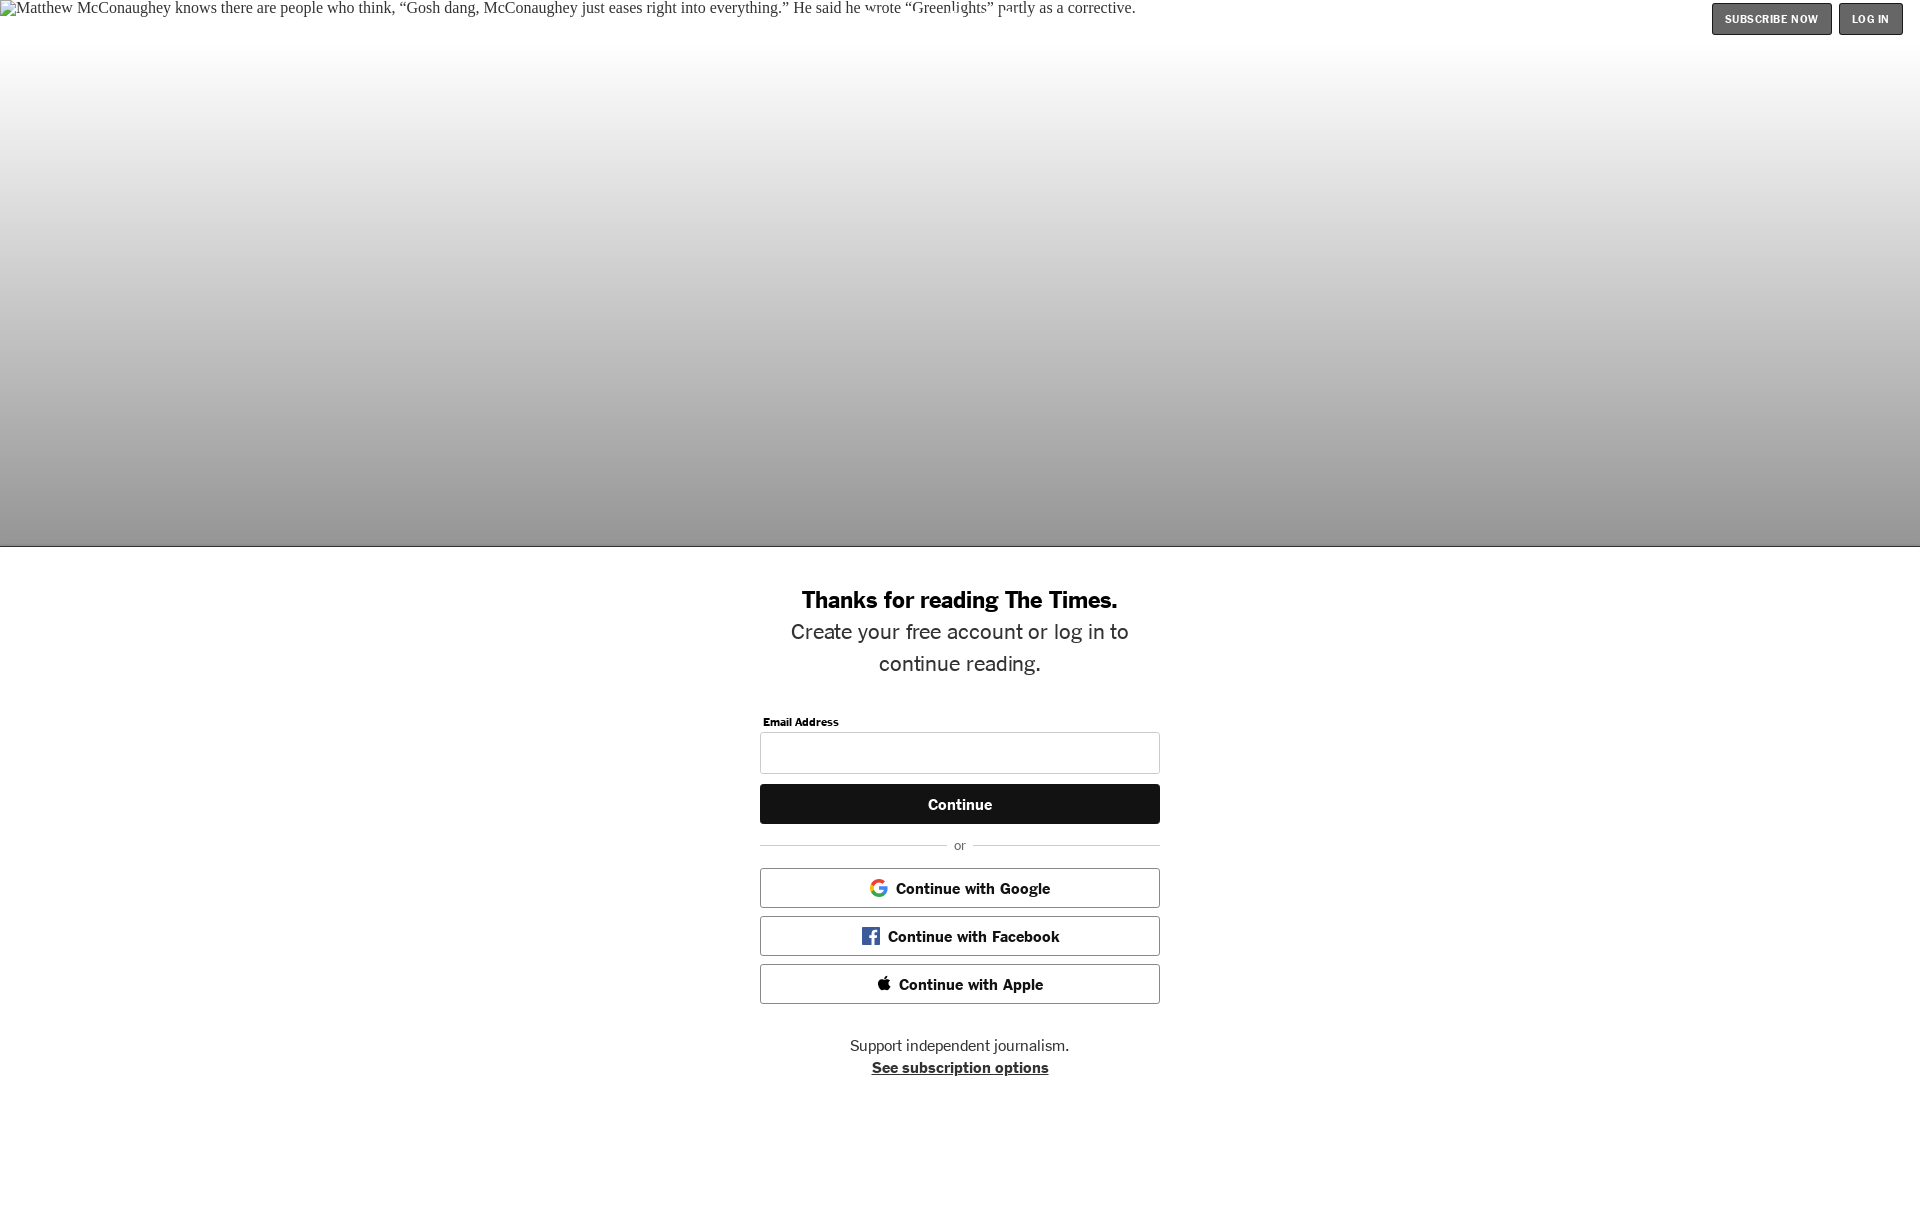 Matthew McConaughey knows there are people who think, “Gosh dang, McConaughey just eases right into everything.” He said he wrote “Greenlights” partly as a corrective.
SUBSCRIBE NOW
LOG IN
Thanks for reading The Times.
Create your free account or log in to
continue reading.
Email Address
Continue
or
Continue with Google
Continue with Facebook
Continue with Apple
Support independent journalism.
See subscription options